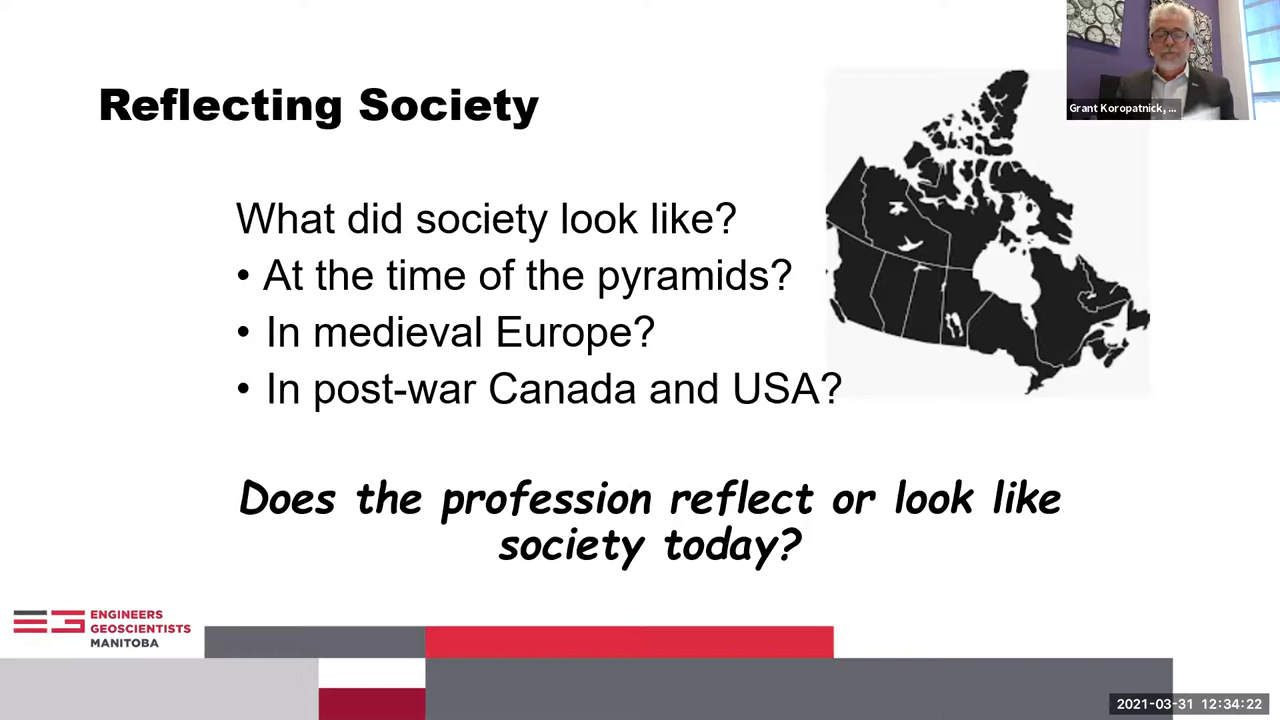 Reflecting Society
Grant Koropatnick, ...
What did society look like?
• At the time of the pyramids?
• In medieval Europe?
• In post-war Canada and USA?
Does the profession reflect or look like
society today?
ENGINEERS
GEOSCIENTISTS
MANITOBA
2021-03-31 12:34:22